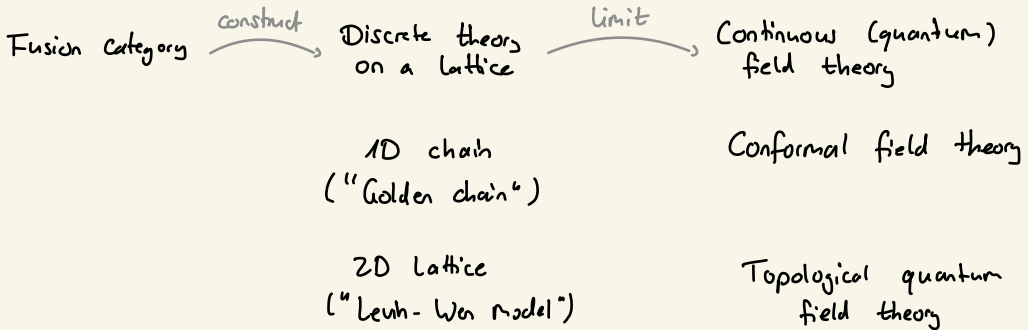 construct
limit
Fusion category
Discrete theory
on a lattice
Continuous (quantum)
field theory
1D chain
("Golden chain")
Conformal field theory
2D lattice
("Levin-Wen model")
Topological quantum
field theory